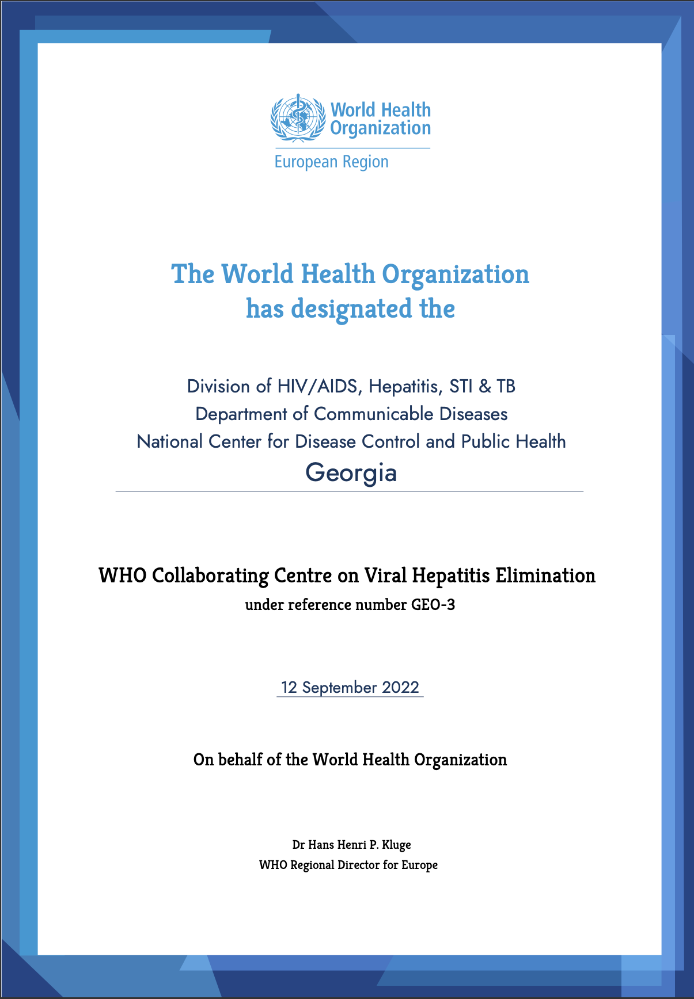 World Health
Organization
European Region
The World Health Organization
has designated the
Division of HIV/AIDS, Hepatitis, STI & TB
Department of Communicable Diseases
National Center for Disease Control and Public Health
Georgia
WHO Collaborating Centre on Viral Hepatitis Elimination
under reference number GEO-3
12 September 2022
On behalf of the World Health Organization
Dr Hans Henri P. Kluge
WHO Regional Director for Europe